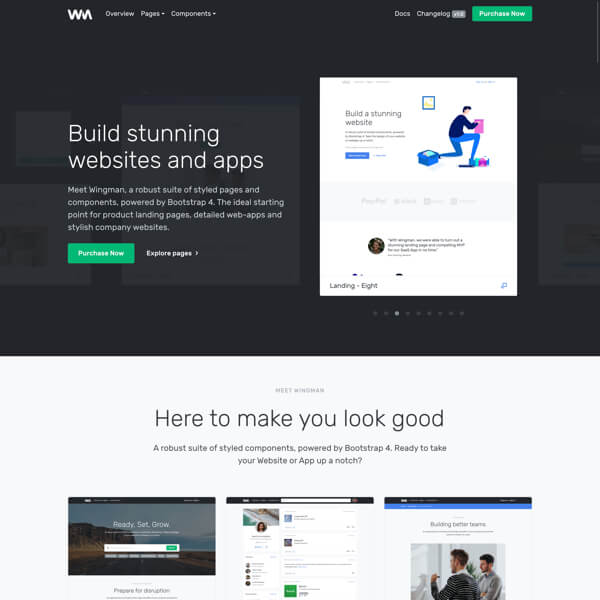 WM
Overview Pages Components Docs Changelog v1.0 Purchase Now
Build stunning
websites and apps
Meet Wingman, a robust suite of styled pages and
components, powered by Bootstrap 4. The ideal starting
point for product landing pages, detailed web-apps and
stylish company websites.
Purchase Now Explore pages
Build a stunning
website
PayPal
"With Wingman, we were able to turn out a
stunning landing page and compelling MVP
for our SaaS App in no time."
Landing - Eight
MEET WINGMAN
Here to make you look good
A robust suite of styled components, powered by Bootstrap 4. Ready to take
your Website or App up a notch?
Ready, Set, Grow.
Prepare for disruption
Building better teams